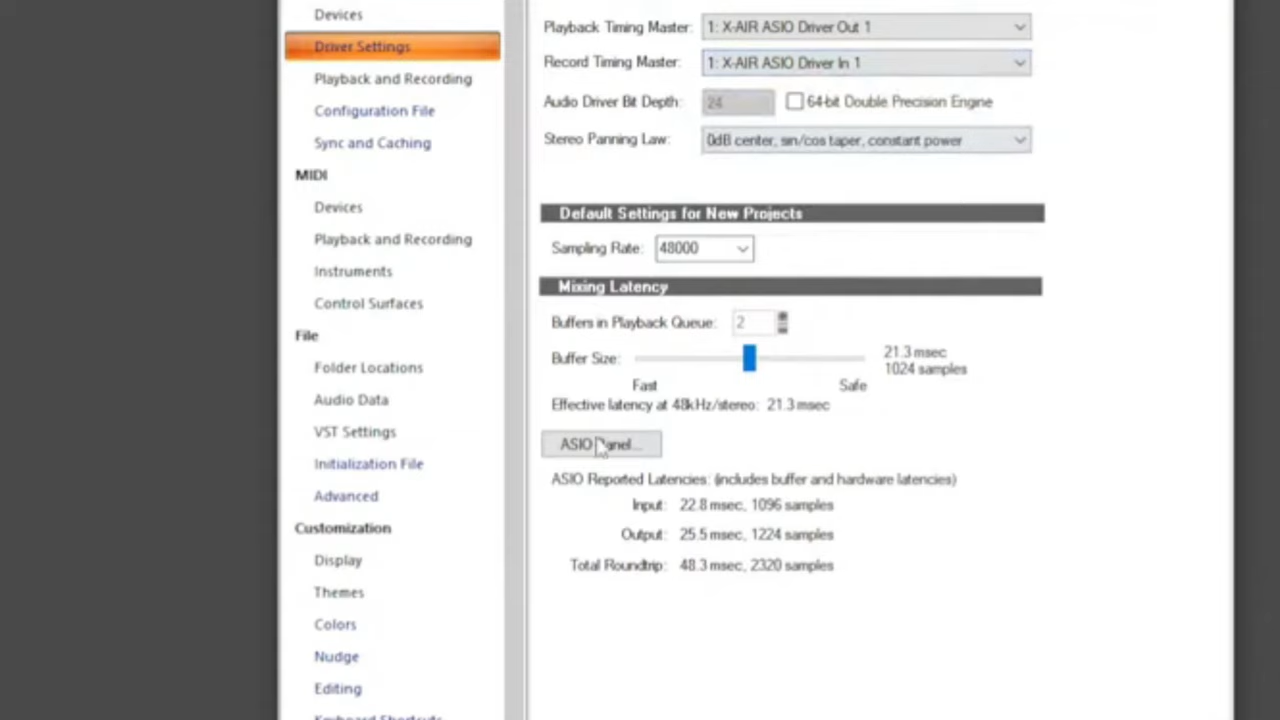 Devices
Driver Settings
Playback and Recording
Configuration File
Sync and Caching
MIDI
Devices
Playback and Recording
Instruments
Control Surfaces
File
Folder Locations
Audio Data
VST Settings
Initialization File
Advanced
Customization
Display
Themes
Colors
Nudge
Editing
Keyboard Shortcuts
Playback Timing Master: 1: X-AIR ASIO Driver Out 1
Record Timing Master: 1: X-AIR ASIO Driver In 1
Audio Driver Bit Depth: 24 64-bit Double Precision Engine
Stereo Panning Law: 0dB center, sin/cos taper, constant power
Default Settings for New Projects
Sampling Rate: 48000
Mixing Latency
Buffers in Playback Queue: 2
Buffer Size: 21.3 msec
1024 samples
Fast Safe
Effective latency at 48kHz/stereo: 21.3 msec
ASIO Panel...
ASIO Reported Latencies: (includes buffer and hardware latencies)
Input: 22.8 msec, 1096 samples
Output: 25.5 msec, 1224 samples
Total Roundtrip: 48.3 msec, 2320 samples